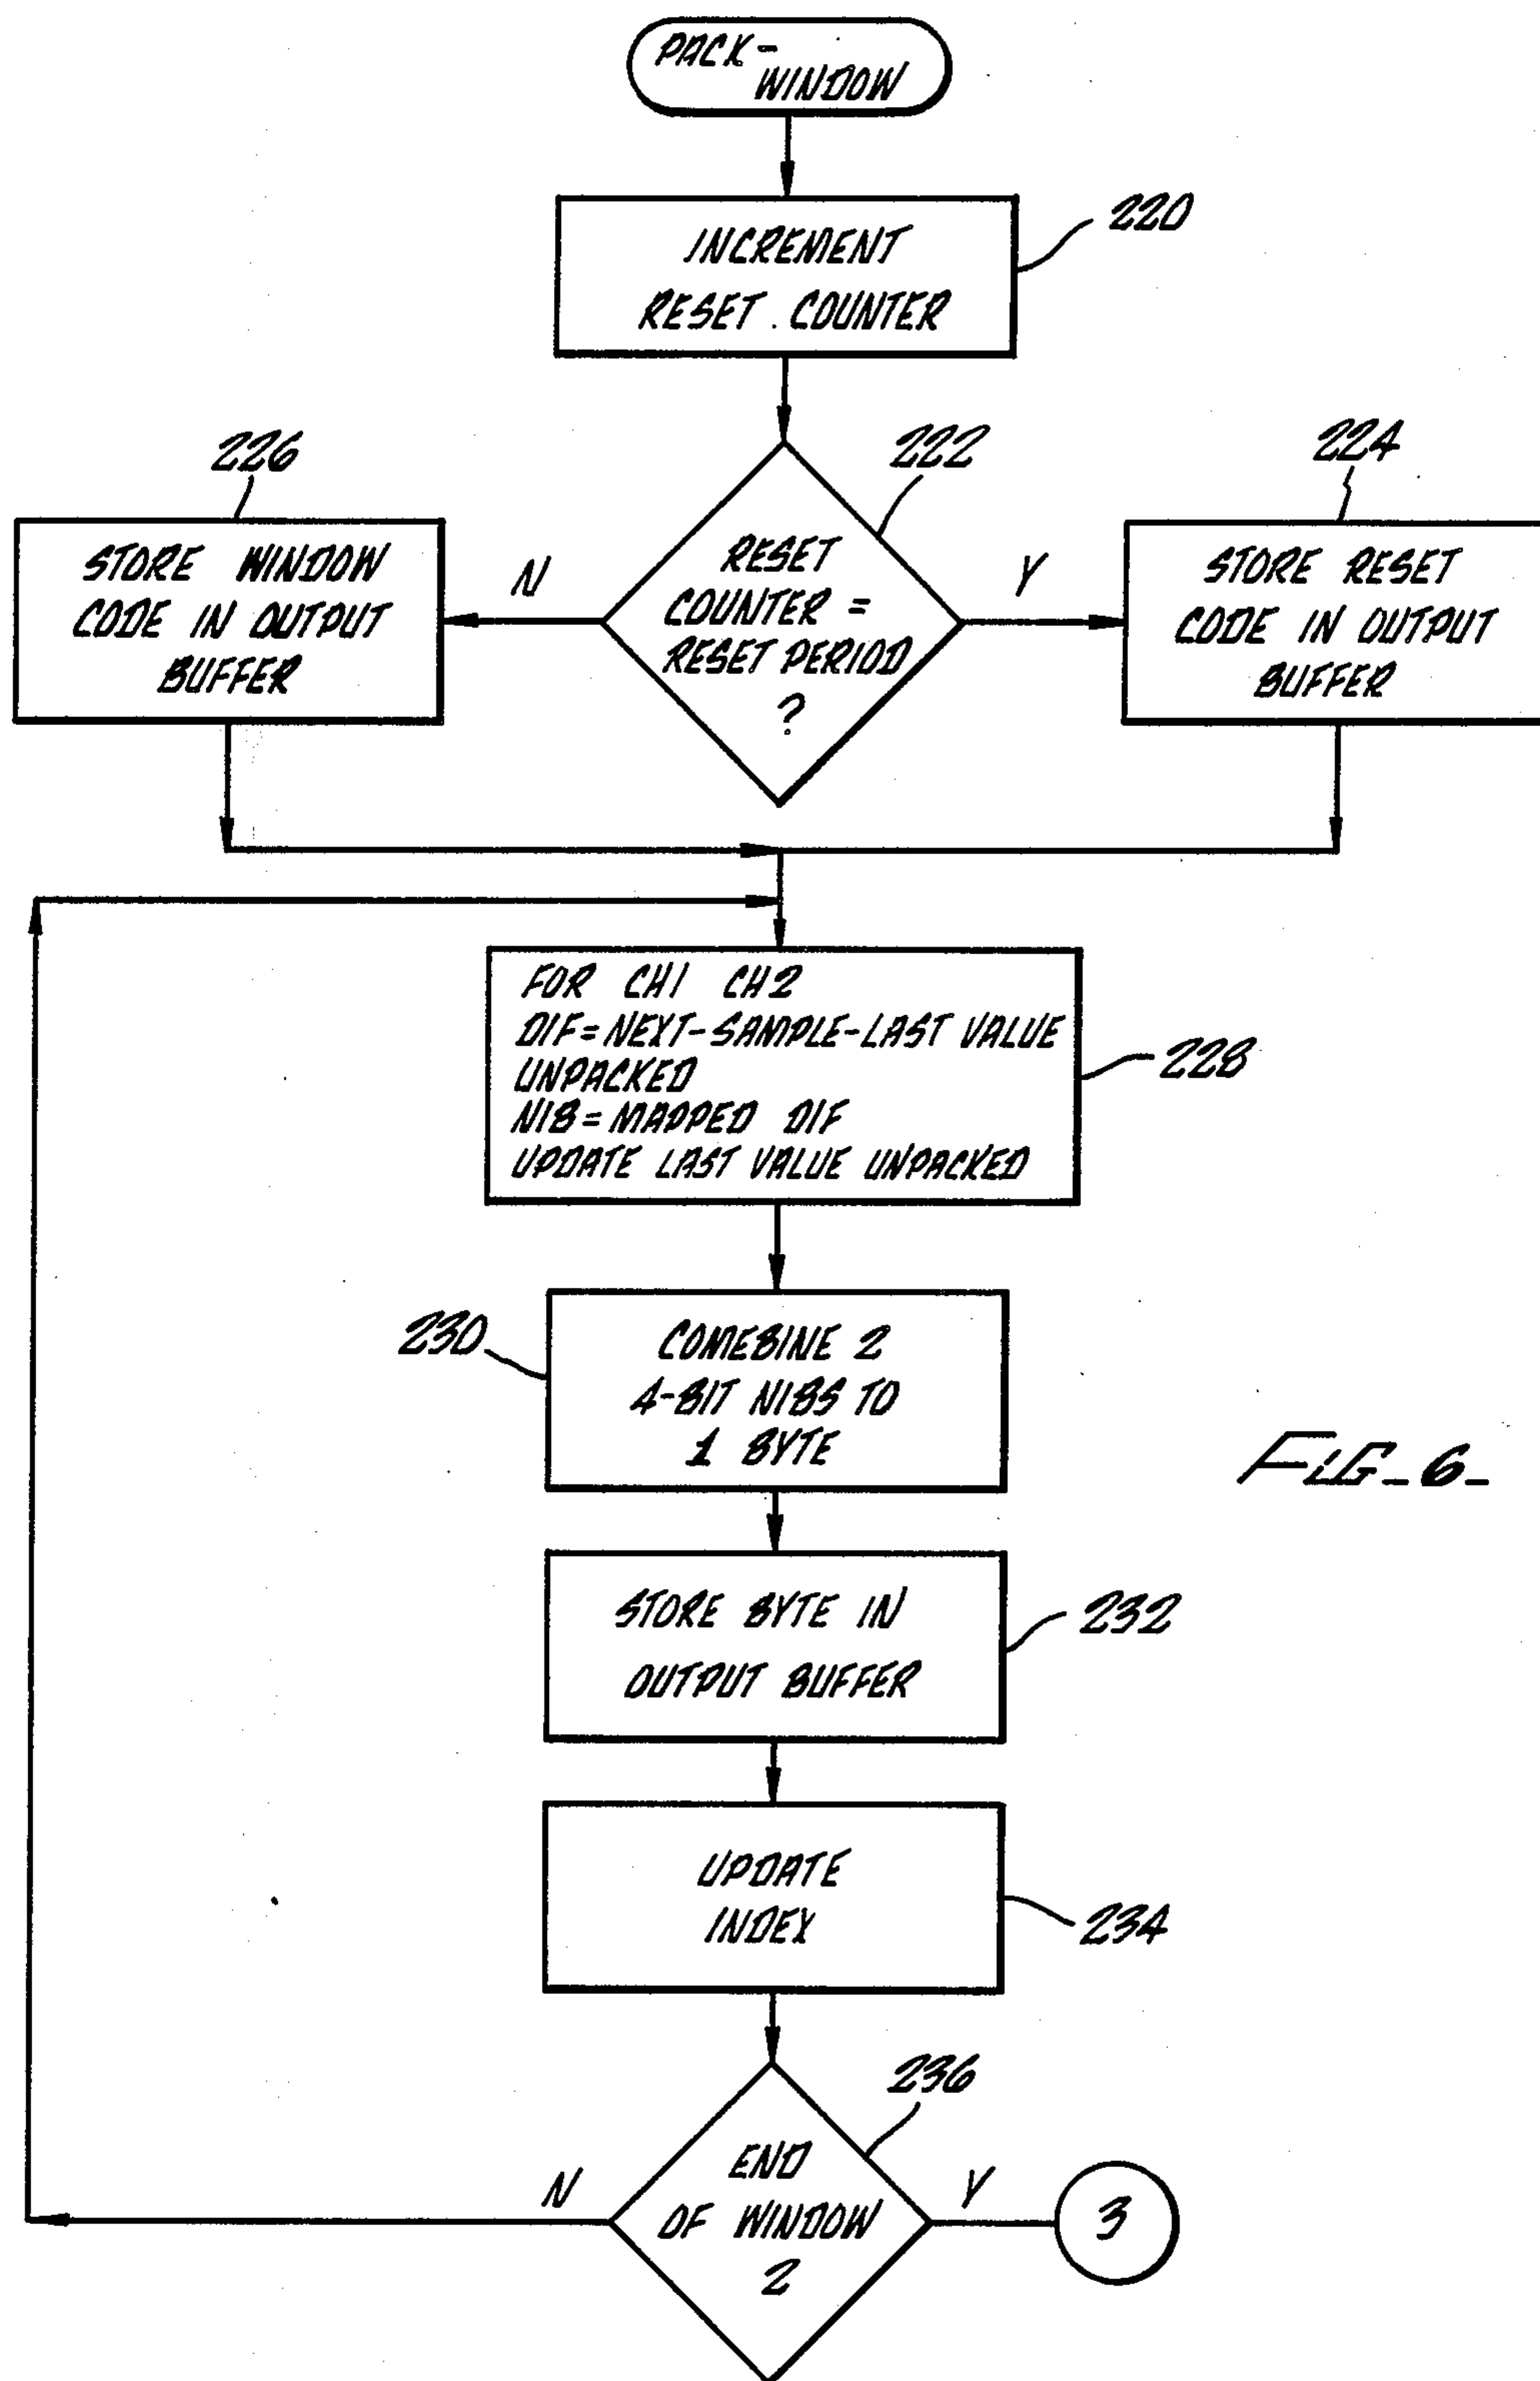 PACK-
WINDOW
INCREMENT
RESET COUNTER
220
222
RESET
COUNTER =
RESET PERIOD
?
N
Y
226
STORE WINDOW
CODE IN OUTPUT
BUFFER
224
STORE RESET
CODE IN OUTPUT
BUFFER
FOR CH1 CH2
DIF=NEXT-SAMPLE-LAST VALUE
UNPACKED
NIB=MAPPED DIF
UPDATE LAST VALUE UNPACKED
228
230
COMEBINE 2
4-BIT NIBS TO
1 BYTE
FIG_6_
STORE BYTE IN
OUTPUT BUFFER
232
UPDATE
INDEX
234
236
END
OF WINDOW
2
N
Y
3